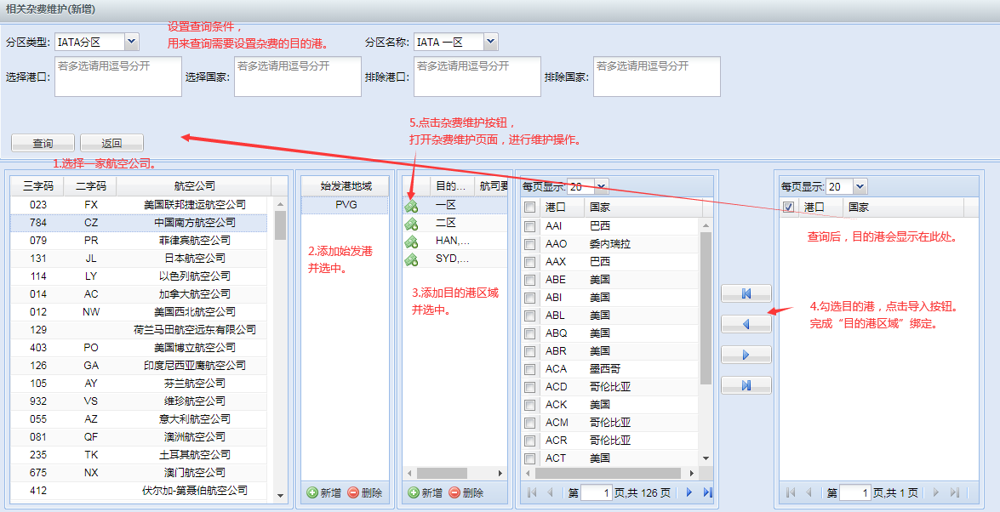 相关杂费维护(新增)
设置查询条件，
用来查询需要设置杂费的目的港。
分区类型: IATA分区 分区名称: IATA 一区
选择港口: 若多选请用逗号分开 选择国家: 若多选请用逗号分开 排除港口: 若多选请用逗号分开 排除国家: 若多选请用逗号分开
5.点击杂费维护按钮，
打开杂费维护页面，进行维护操作。
查询 返回
1.选择一家航空公司。
三字码 二字码 航空公司
023 FX 美国联邦捷运航空公司
784 CZ 中国南方航空公司
079 PR 菲律宾航空公司
131 JL 日本航空公司
114 LY 以色列航空公司
014 AC 加拿大航空公司
012 NW 美国西北航空公司
129 荷兰马田航空远东有限公司
403 PO 美国博立航空公司
126 GA 印度尼西亚鹰航空公司
105 AY 芬兰航空公司
932 VS 维珍航空公司
055 AZ 意大利航空公司
081 QF 澳洲航空公司
235 TK 土耳其航空公司
675 NX 澳门航空公司
412 伏尔加-第聂伯航空公司
始发港地域
PVG
2.添加始发港
并选中。
新增 删除
目的... 航司要
一区
二区
HAN,...
SYD,...
3.添加目的港区域
并选中。
新增 删除
每页显示: 20
港口 国家
AAI 巴西
AAO 委内瑞拉
AAX 巴西
ABE 美国
ABI 美国
ABL 美国
ABQ 美国
ABR 美国
ACA 墨西哥
ACD 哥伦比亚
ACK 美国
ACM 哥伦比亚
ACR 哥伦比亚
ACT 美国
第 1 页,共 126 页
每页显示: 20
港口 国家
查询后，目的港会显示在此处。
4.勾选目的港，点击导入按钮。
完成“目的港区域”绑定。
第 1 页,共 1 页